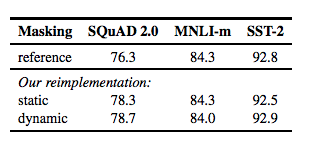 Masking SQuAD 2.0 MNLI-m SST-2
reference 76.3 84.3 92.8
Our reimplementation:
static 78.3 84.3 92.5
dynamic 78.7 84.0 92.9